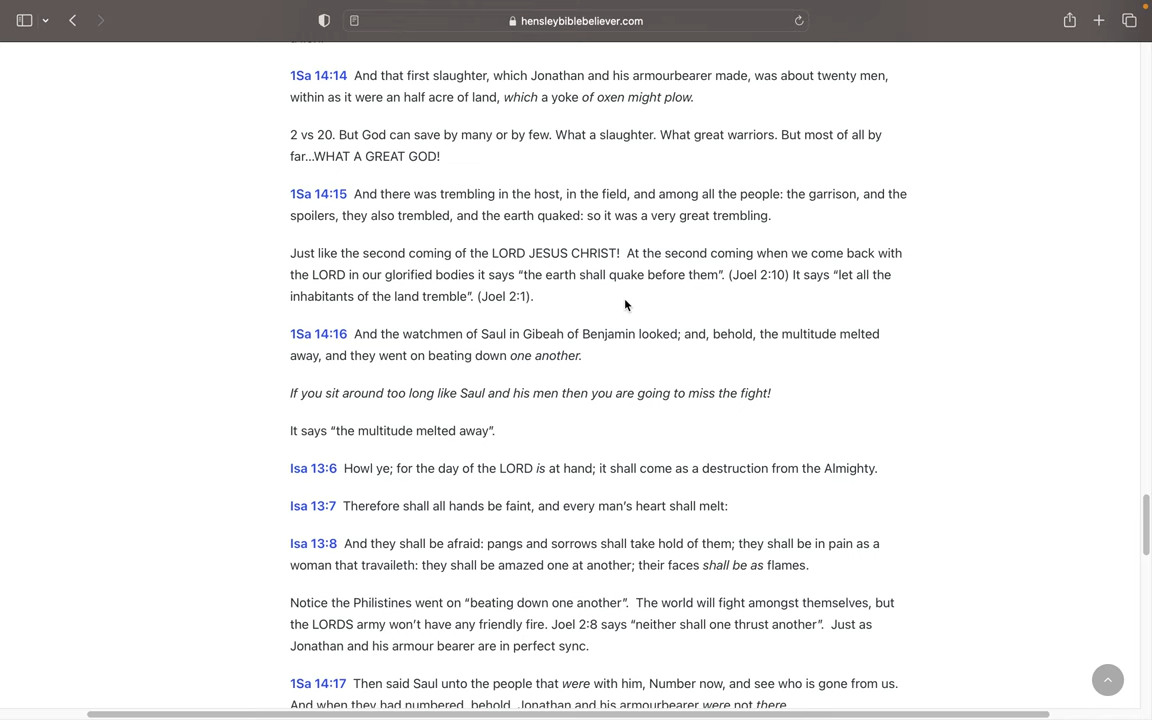 hensleybiblebeliever.com
1Sa 14:14  And that first slaughter, which Jonathan and his armourbearer made, was about twenty men,
within as it were an half acre of land, which a yoke of oxen might plow.
2 vs 20. But God can save by many or by few. What a slaughter. What great warriors. But most of all by
far...WHAT A GREAT GOD!
1Sa 14:15  And there was trembling in the host, in the field, and among all the people: the garrison, and the
spoilers, they also trembled, and the earth quaked: so it was a very great trembling.
Just like the second coming of the LORD JESUS CHRIST!  At the second coming when we come back with
the LORD in our glorified bodies it says “the earth shall quake before them”. (Joel 2:10) It says “let all the
inhabitants of the land tremble”. (Joel 2:1).
1Sa 14:16  And the watchmen of Saul in Gibeah of Benjamin looked; and, behold, the multitude melted
away, and they went on beating down one another.
If you sit around too long like Saul and his men then you are going to miss the fight!
It says “the multitude melted away”.
Isa 13:6  Howl ye; for the day of the LORD is at hand; it shall come as a destruction from the Almighty.
Isa 13:7  Therefore shall all hands be faint, and every man’s heart shall melt:
Isa 13:8  And they shall be afraid: pangs and sorrows shall take hold of them; they shall be in pain as a
woman that travaileth: they shall be amazed one at another; their faces shall be as flames.
Notice the Philistines went on “beating down one another”.  The world will fight amongst themselves, but
the LORDS army won’t have any friendly fire. Joel 2:8 says “neither shall one thrust another”.  Just as
Jonathan and his armour bearer are in perfect sync.
1Sa 14:17  Then said Saul unto the people that were with him, Number now, and see who is gone from us.
And when they had numbered, behold, Jonathan and his armourbearer were not there.